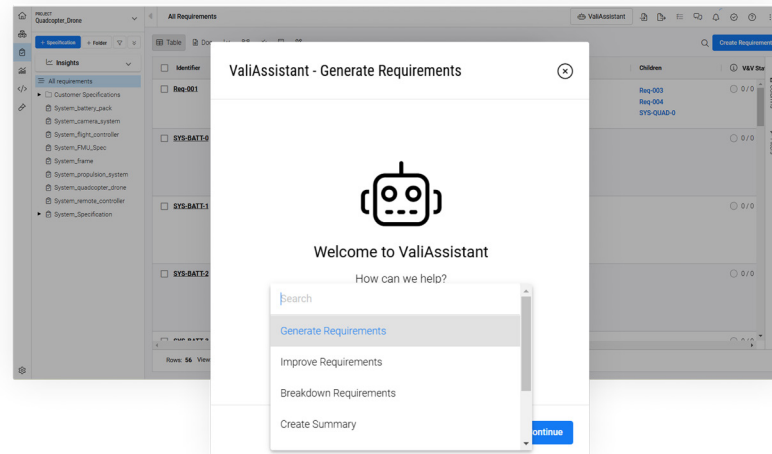 PROJECT
Quadcopter_Drone
All Requirements
ValiAssistant
+ Specification
+ Folder
Table
Create Requirement
Insights
Identifier
Children
V&V
All requirements
Customer Specifications
System_battery_pack
System_camera_system
System_flight_controller
System_FMU_Spec
System_frame
System_propulsion_system
System_quadcopter_drone
System_remote_controller
System_Specification
Req-001
Req-003
Req-004
SYS-QUAD-0
0 / 0
SYS-BATT-0
0 / 0
SYS-BATT-1
0 / 0
SYS-BATT-2
0 / 0
Rows: 56 View
ValiAssistant - Generate Requirements
Welcome to ValiAssistant
How can we help?
Search
Generate Requirements
Improve Requirements
Breakdown Requirements
Create Summary
ontinue